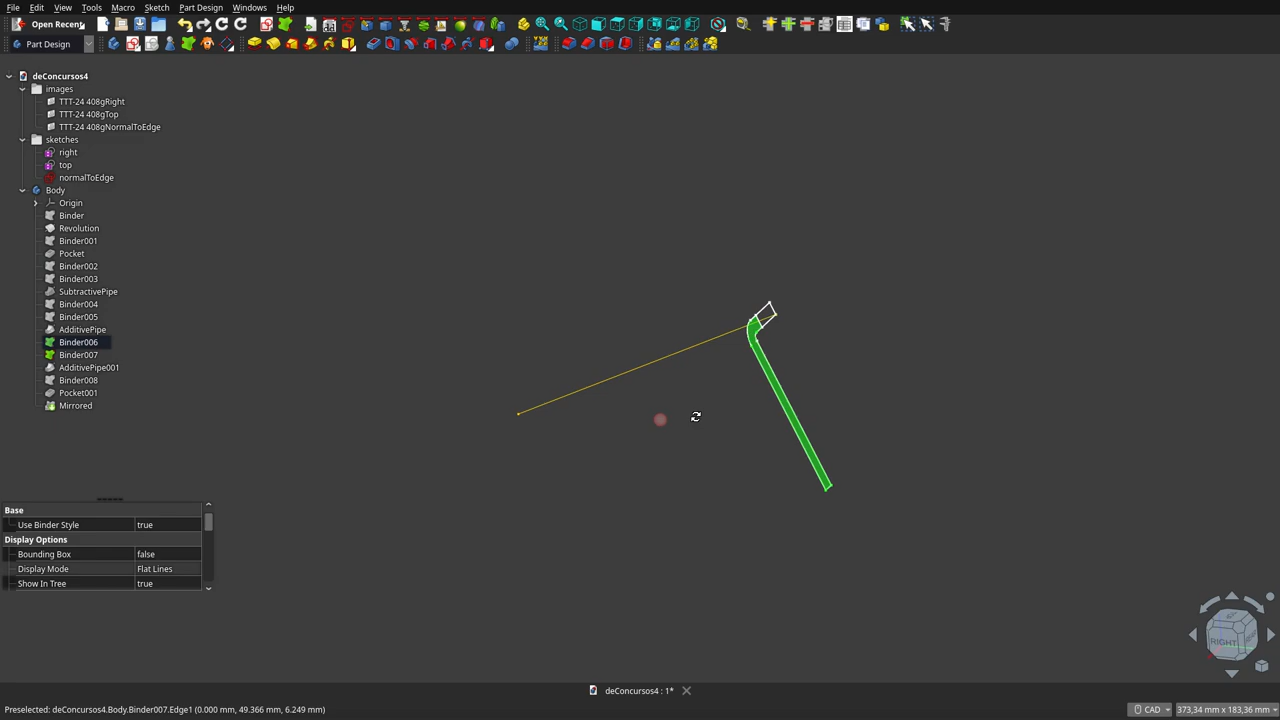 File Edit View Tools Macro Sketch Part Design Windows Help
Open Recent
Part Design
deConcursos4
images
TTT-24 408gRight
TTT-24 408gTop
TTT-24 408gNormalToEdge
sketches
right
top
normalToEdge
Body
Origin
Binder
Revolution
Binder001
Pocket
Binder002
Binder003
SubtractivePipe
Binder004
Binder005
AdditivePipe
Binder006
Binder007
AdditivePipe001
Binder008
Pocket001
Mirrored
Base
Use Binder Style true
Display Options
Bounding Box false
Display Mode Flat Lines
Show In Tree true
RIGHT
deConcursos4 : 1*
Preselected: deConcursos4.Body.Binder007.Edge1 (0.000 mm, 49.366 mm, 6.249 mm)
CAD
373,34 mm x 183,36 mm